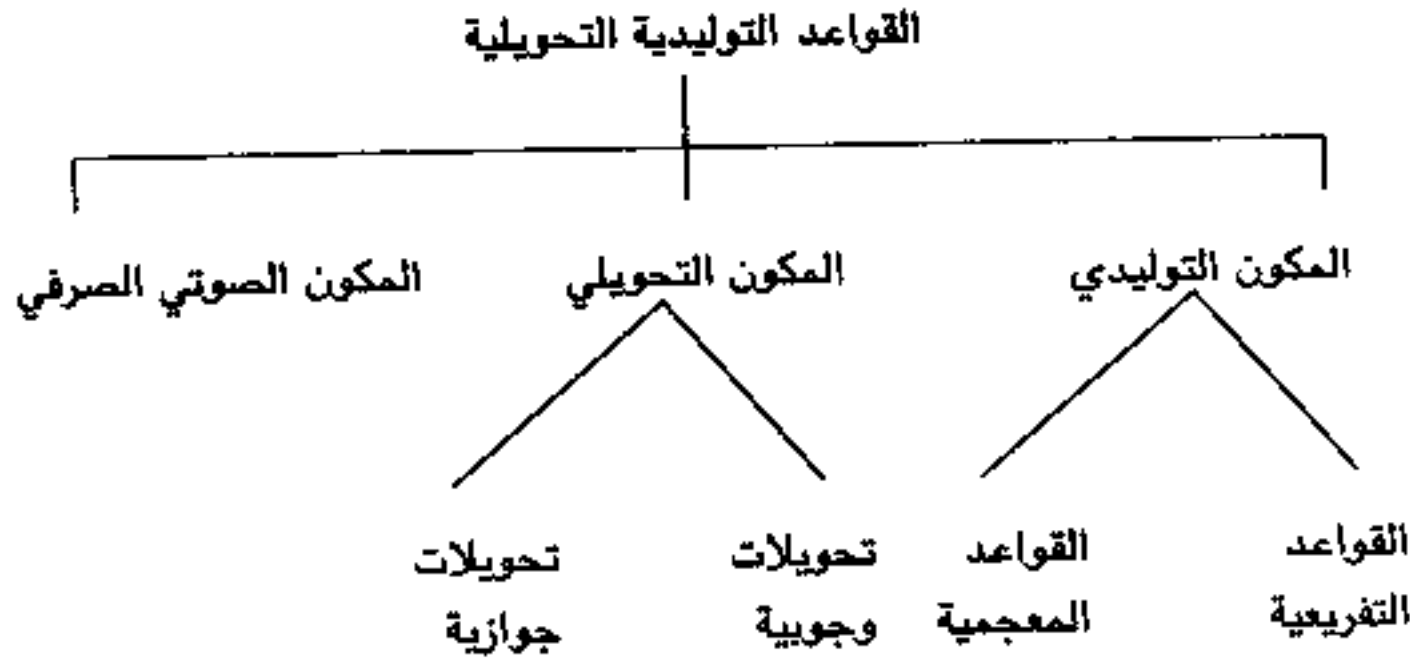 القواعد التوليدية التحويلية
المكون التوليدي
المكون التحويلي
المكون الصوتي الصرفي
القواعد
التفريعية
القواعد
المعجمية
تحويلات
وجوبية
تحويلات
جوازية